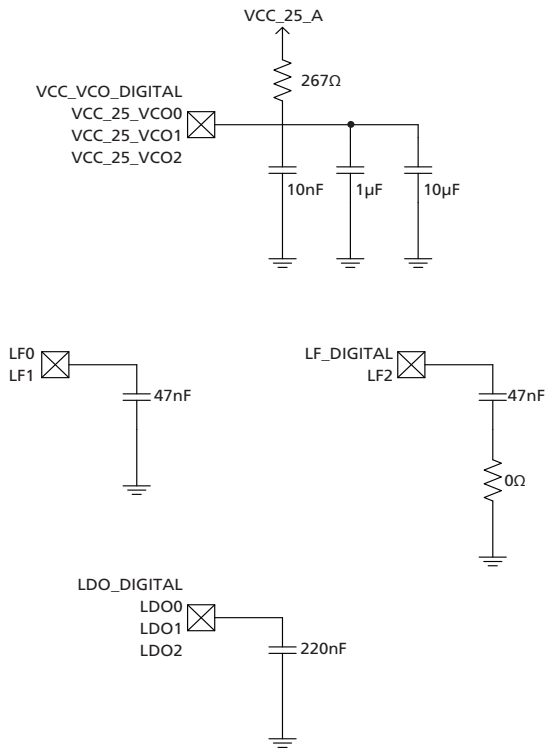 VCC_25_A
267Ω
VCC_VCO_DIGITAL
VCC_25_VCO0
VCC_25_VCO1
VCC_25_VCO2
10nF
1µF
10µF
LF0
LF1
47nF
LF_DIGITAL
LF2
47nF
0Ω
LDO_DIGITAL
LDO0
LDO1
LDO2
220nF